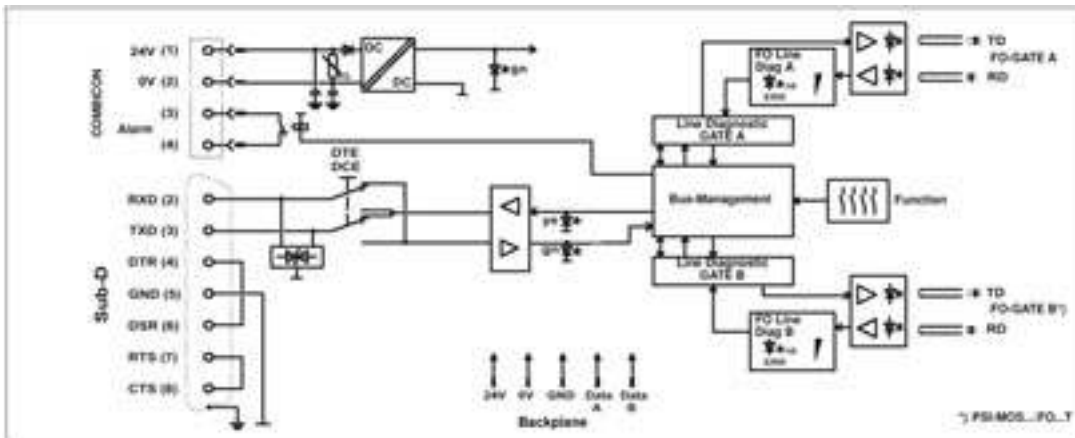 COMBICON
24V (1)
0V (2)
(3)
Alarm
(4)
DC
DC
gn
FO Line
Diag A
TD
FO-GATE A
RD
Line Diagnostic
GATE A
DTE
DCE
Sub-D
RXD (2)
TXD (3)
DTR (4)
GND (5)
DSR (6)
RTS (7)
CTS (8)
ye
gn
Bus-Management
Function
Line Diagnostic
GATE B
FO Line
Diag B
TD
FO-GATE B*)
RD
24V
0V
GND
Data
A
Data
B
Backplane
*) PSI-MOS.../FO...T